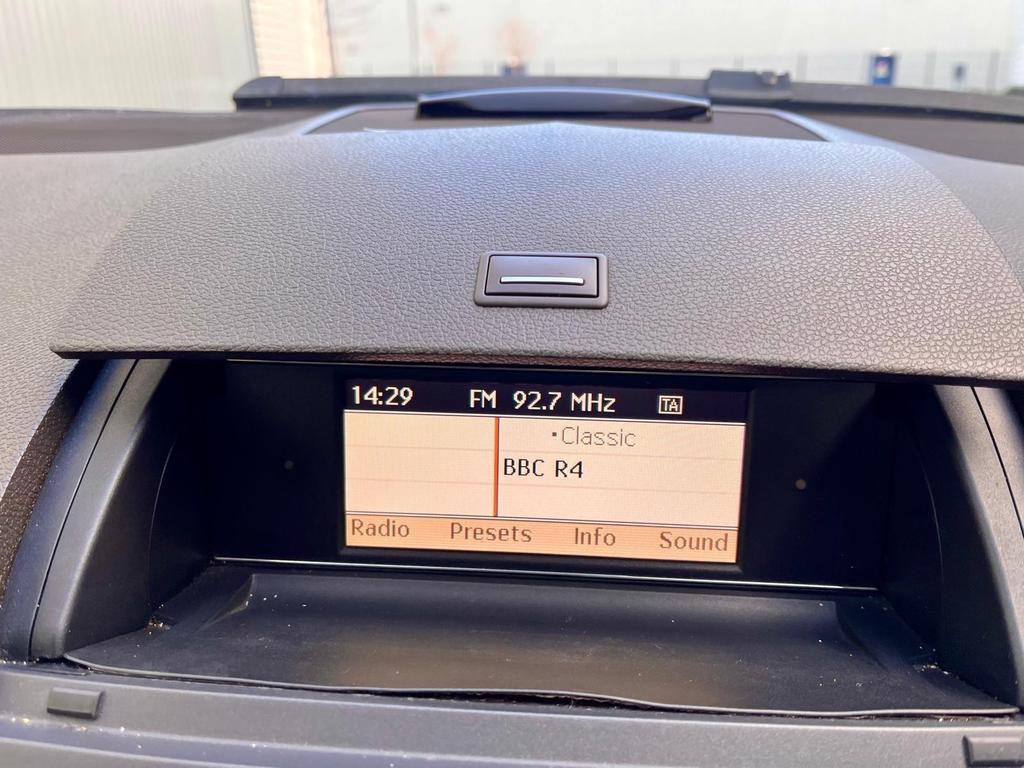 14:29 FM 92.7 MHz TA
•Classic
BBC R4
Radio Presets Info Sound